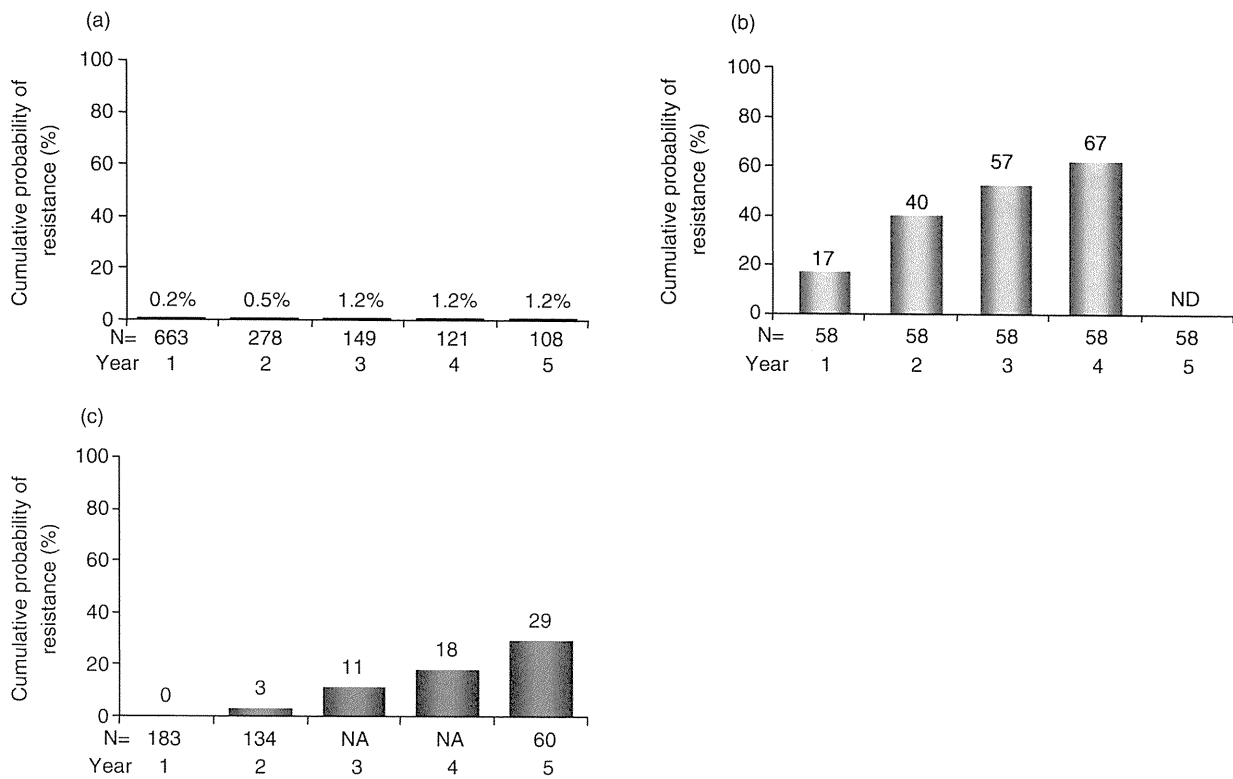 (a)
Cumulative probability of
resistance (%)
100
80
60
40
20
0
0.2% 0.5% 1.2% 1.2% 1.2%
N= 663 278 149 121 108
Year 1 2 3 4 5
(b)
Cumulative probability of
resistance (%)
100
80
60
40
20
0
17 40 57 67 ND
N= 58 58 58 58 58
Year 1 2 3 4 5
(c)
Cumulative probability of
resistance (%)
100
80
60
40
20
0
0 3 11 18 29
N= 183 134 NA NA 60
Year 1 2 3 4 5